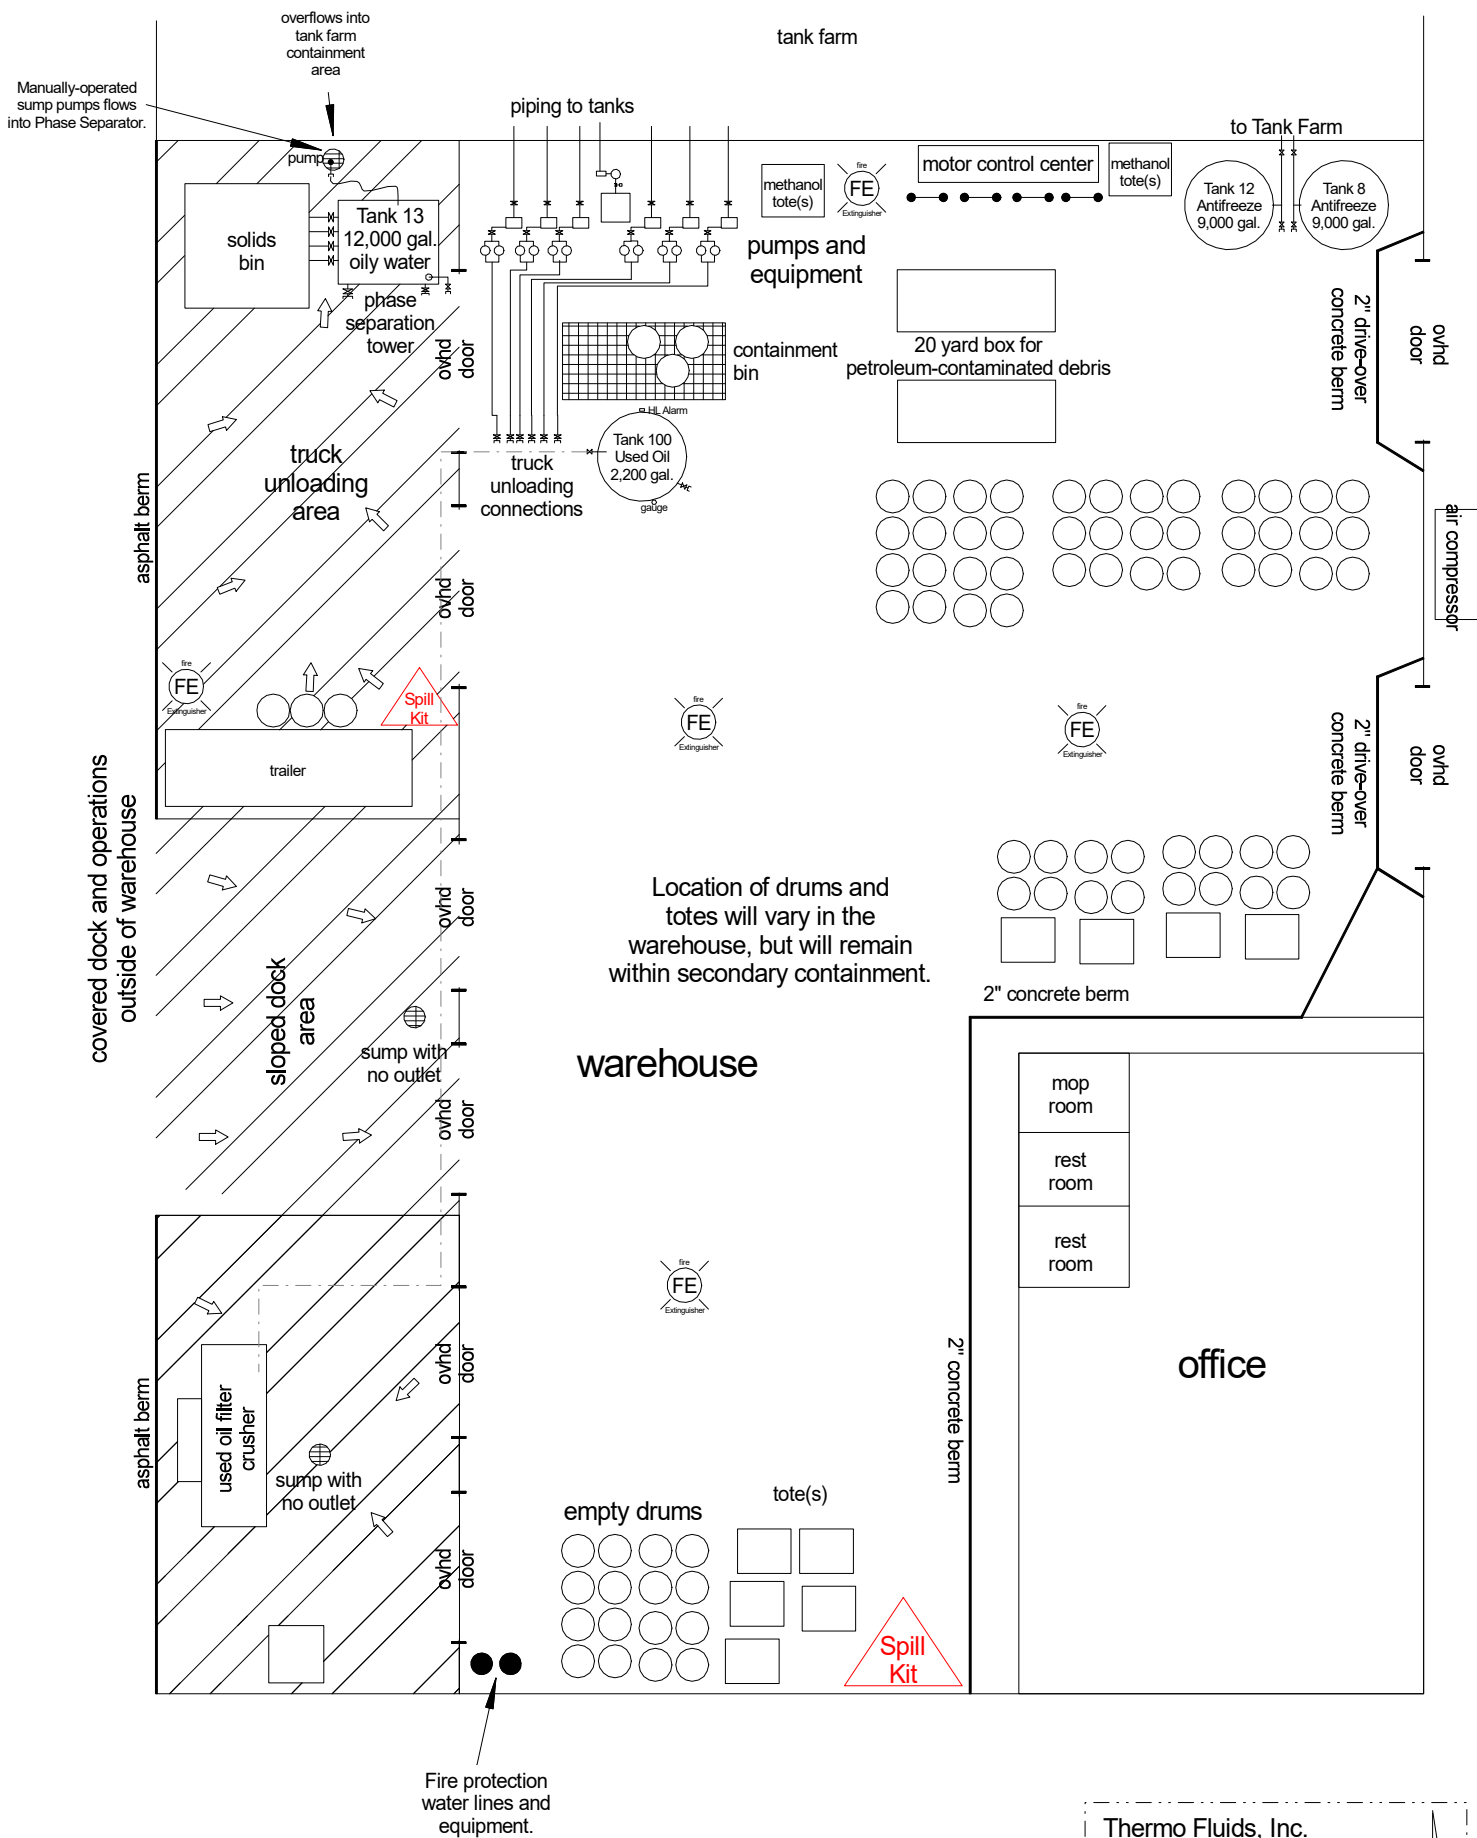 overflows into
tank farm
containment
area
tank farm
Manually-operated
sump pumps flows
into Phase Separator.
piping to tanks
to Tank Farm
pump
solids
bin
Tank 13
12,000 gal.
oily water
phase
separation
tower
methanol
tote(s)
fire
FE
Extinguisher
motor control center
methanol
tote(s)
Tank 12
Antifreeze
9,000 gal.
Tank 8
Antifreeze
9,000 gal.
pumps and
equipment
ovhd
door
containment
bin
20 yard box for
petroleum-contaminated debris
2" drive-over
concrete berm
ovhd
door
HL Alarm
Tank 100
Used Oil
2,200 gal.
gauge
truck
unloading
connections
truck
unloading
area
asphalt berm
air compressor
ovhd
door
fire
FE
Extinguisher
Spill
Kit
fire
FE
Extinguisher
fire
FE
Extinguisher
2" drive-over
concrete berm
ovhd
door
trailer
covered dock and operations
outside of warehouse
ovhd
door
Location of drums and
totes will vary in the
warehouse, but will remain
within secondary containment.
2" concrete berm
sloped dock
area
sump with
no outlet
warehouse
ovhd
door
mop
room
rest
room
rest
room
fire
FE
Extinguisher
ovhd
door
2" concrete berm
office
asphalt berm
used oil filter
crusher
sump with
no outlet
ovhd
door
empty drums
tote(s)
Spill
Kit
Fire protection
water lines and
equipment.
Thermo Fluids, Inc.